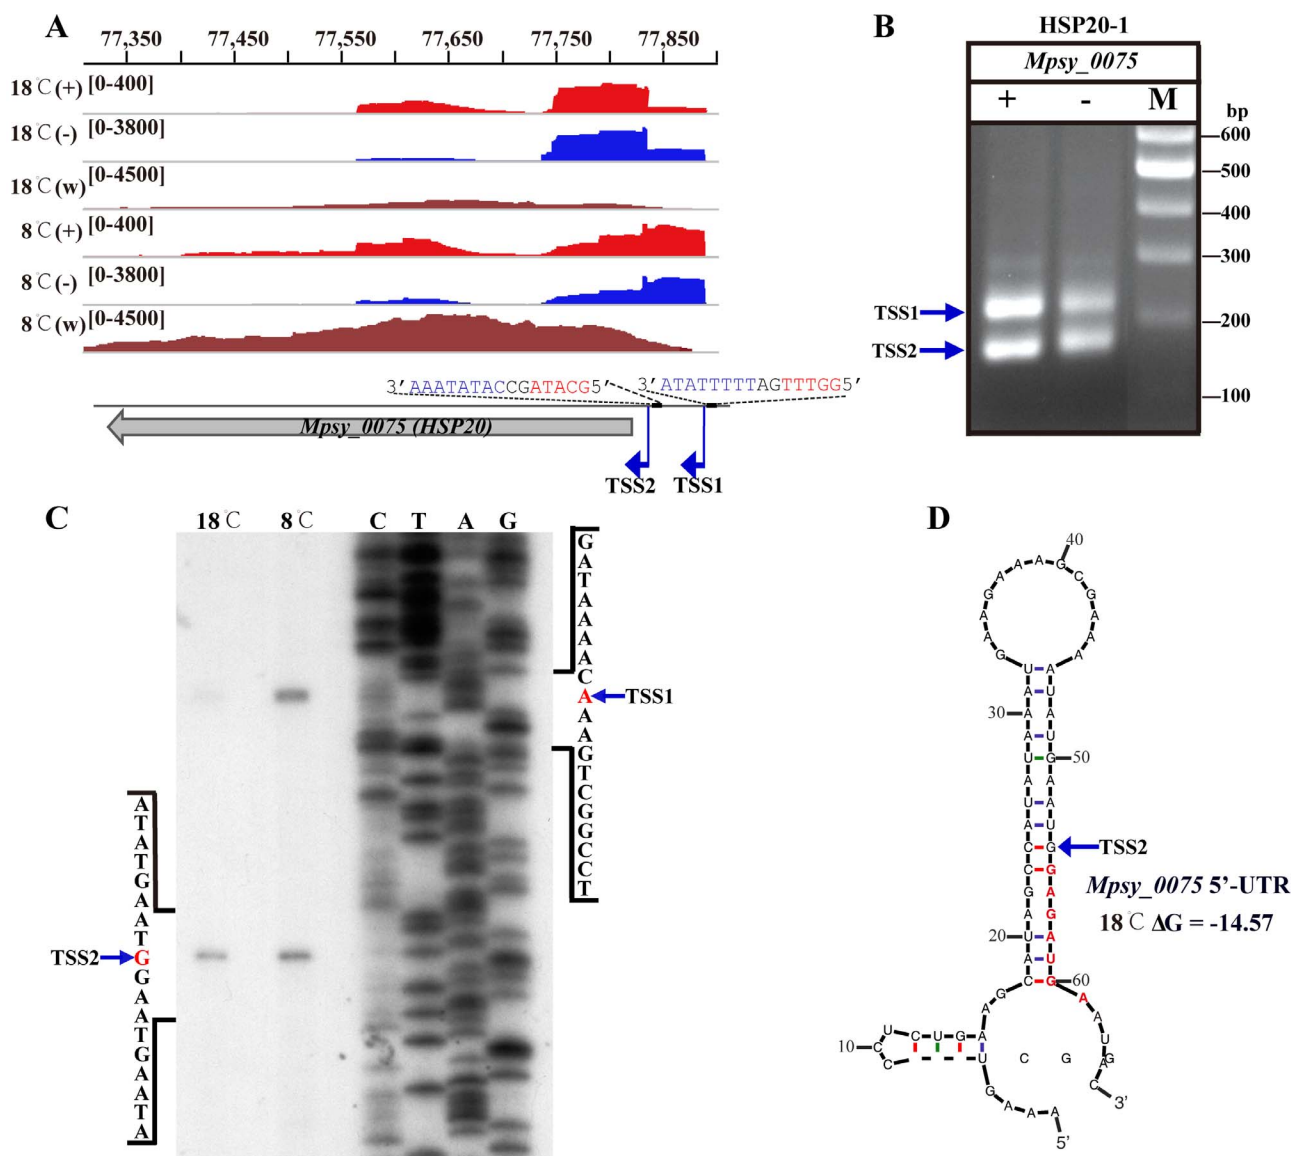 A
77,350 77,450 77,550 77,650 77,750 77,850
18℃(+) [0-400]
18℃(-) [0-3800]
18℃(w) [0-4500]
8℃(+) [0-400]
8℃(-) [0-3800]
8℃(w) [0-4500]
3'AAATATACCGATACG5' 3'ATATTTTTAGTTTGG5'
Mpsy_0075 (HSP20)
TSS2 TSS1
B
HSP20-1
Mpsy_0075
+ - M
bp
600
500
400
300
200
100
TSS1
TSS2
C
18℃ 8℃ C T A G
GATAAAACAAAGTCGGCCT
TSS1
ATATGAATGGAATGAATA
TSS2
D
40
30
50
20
60
10
TSS2
Mpsy_0075 5'-UTR
18℃ ΔG = -14.57
5'
3'